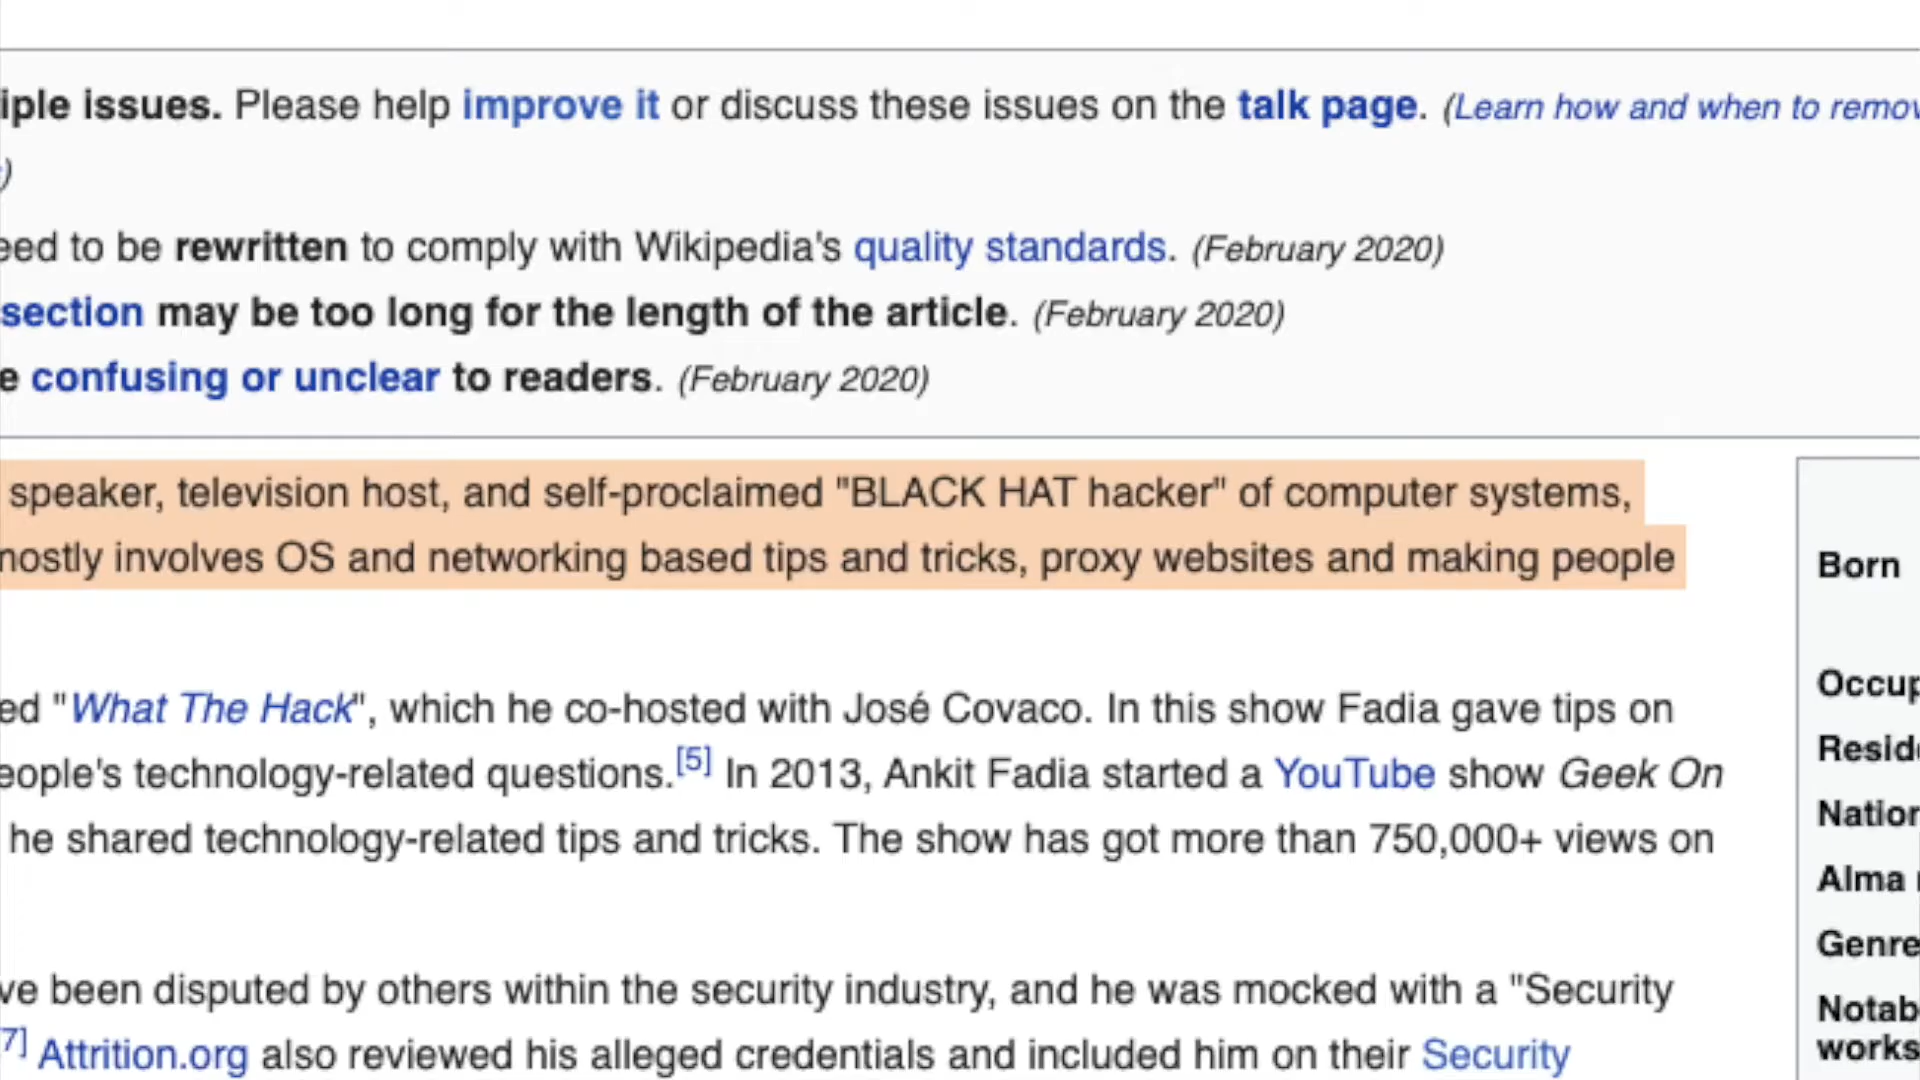 iple issues. Please help improve it or discuss these issues on the talk page. (Learn how and when to remov
)
eed to be rewritten to comply with Wikipedia's quality standards. (February 2020)
section may be too long for the length of the article. (February 2020)
e confusing or unclear to readers. (February 2020)
speaker, television host, and self-proclaimed "BLACK HAT hacker" of computer systems,
mostly involves OS and networking based tips and tricks, proxy websites and making people
ed "What The Hack", which he co-hosted with José Covaco. In this show Fadia gave tips on
eople's technology-related questions.[5] In 2013, Ankit Fadia started a YouTube show Geek On
he shared technology-related tips and tricks. The show has got more than 750,000+ views on
ve been disputed by others within the security industry, and he was mocked with a "Security
7] Attrition.org also reviewed his alleged credentials and included him on their Security
Born
Occup
Resid
Nation
Alma
Genre
Notab
works